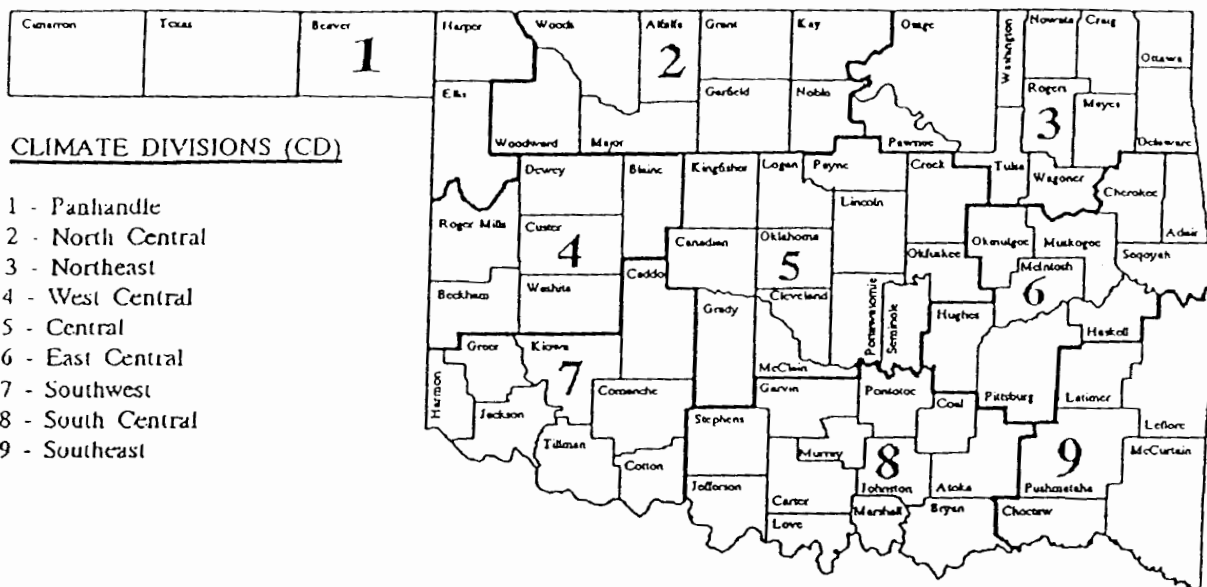 Cimarron Texas Beaver Harper Woods Alfalfa Grant Kay Osage Washington Nowata Craig
1 2 Ottawa
Ellis Garfield Noble Rogers Mayes
3
Woodward Major Pawnee Delaware
CLIMATE DIVISIONS (CD)
Dewey Blaine Kingfisher Logan Payne Creek Tulsa Wagoner
Cherokee
1 - Panhandle
Lincoln
2 - North Central
Roger Mills Custer Canadian Oklahoma Okmulgee Muskogee Adair
3 - Northeast
4 5 Okfuskee Sequoyah
Caddo McIntosh
4 - West Central
Beckham Washita Cleveland Pottawatomie Seminole 6
5 - Central
Grady Hughes Haskell
6 - East Central
Greer Kiowa
7 - Southwest
7 McClain
Harmon Comanche Garvin Pontotoc Coal Pittsburg Latimer
8 - South Central
Jackson Stephens Leflore
9 - Southeast
Tillman Murray 8 9 McCurtain
Cotton
Jefferson Johnston Atoka Pushmataha
Carter Marshall Bryan Choctaw
Love